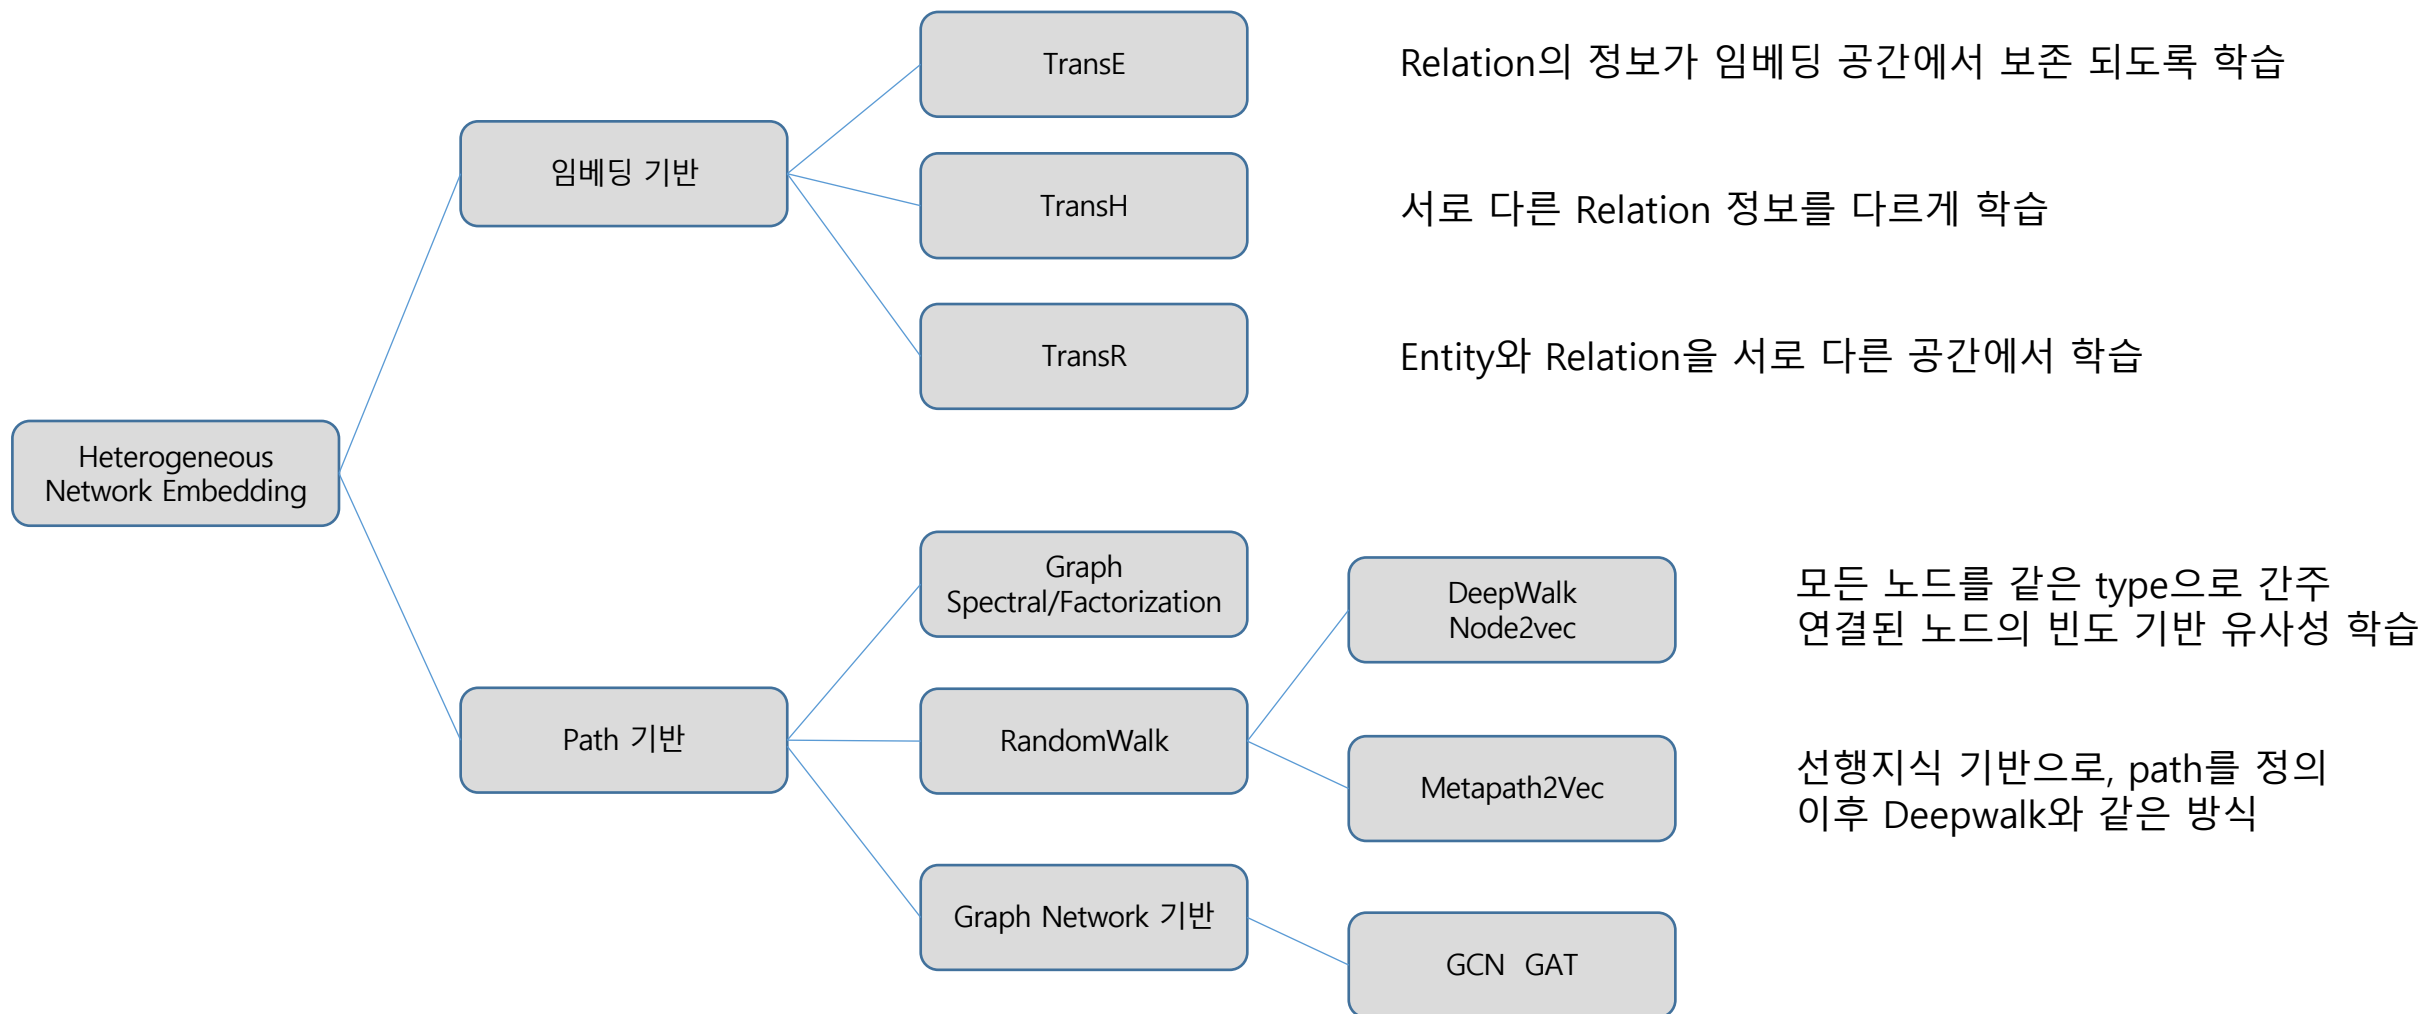 TransE
Relation의 정보가 임베딩 공간에서 보존 되도록 학습
임베딩 기반
TransH
서로 다른 Relation 정보를 다르게 학습
TransR
Entity와 Relation을 서로 다른 공간에서 학습
Heterogeneous
Network Embedding
Graph
Spectral/Factorization
DeepWalk
Node2vec
모든 노드를 같은 type으로 간주
연결된 노드의 빈도 기반 유사성 학습
Path 기반
RandomWalk
Metapath2Vec
선행지식 기반으로, path를 정의
이후 Deepwalk와 같은 방식
Graph Network 기반
GCN  GAT